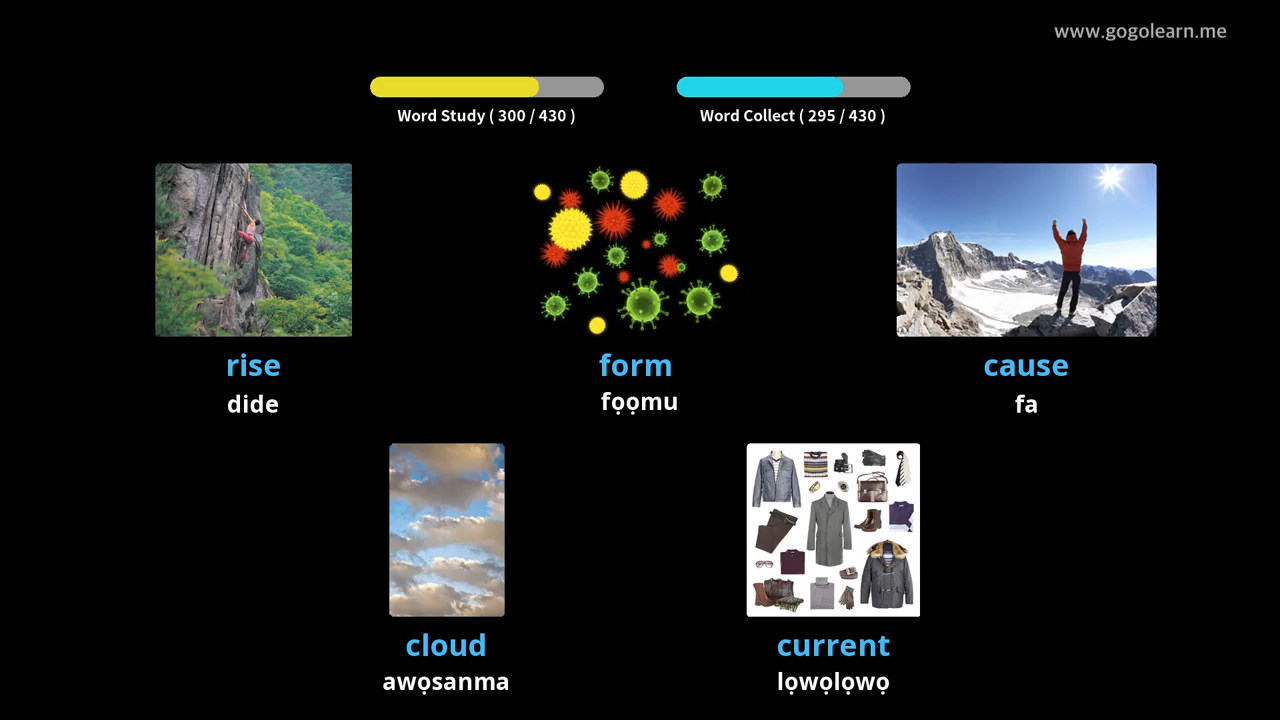 www.gogolearn.me
Word Study ( 300 / 430 )
Word Collect ( 295 / 430 )
rise
dide
form
fọọmu
cause
fa
cloud
awọsanma
current
lọwọlọwọ